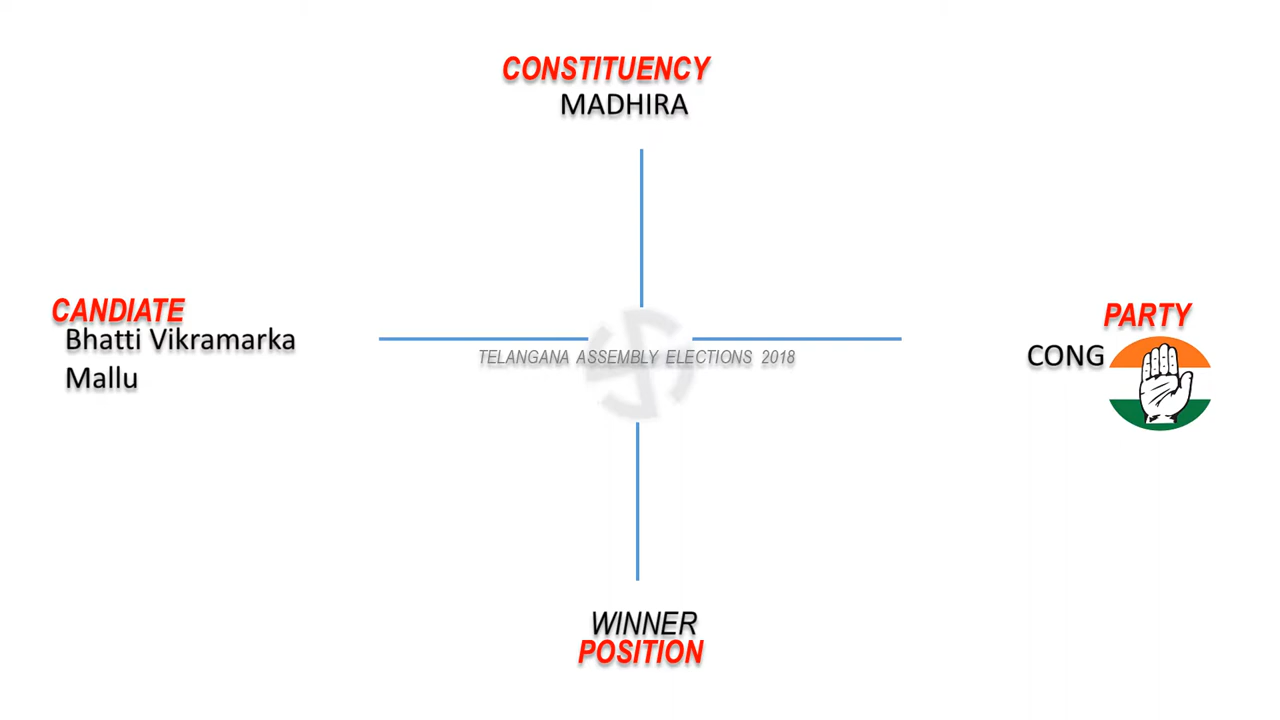 CONSTITUENCY
MADHIRA
CANDIATE
Bhatti Vikramarka
Mallu
TELANGANA ASSEMBLY ELECTIONS 2018
PARTY
CONG
WINNER
POSITION